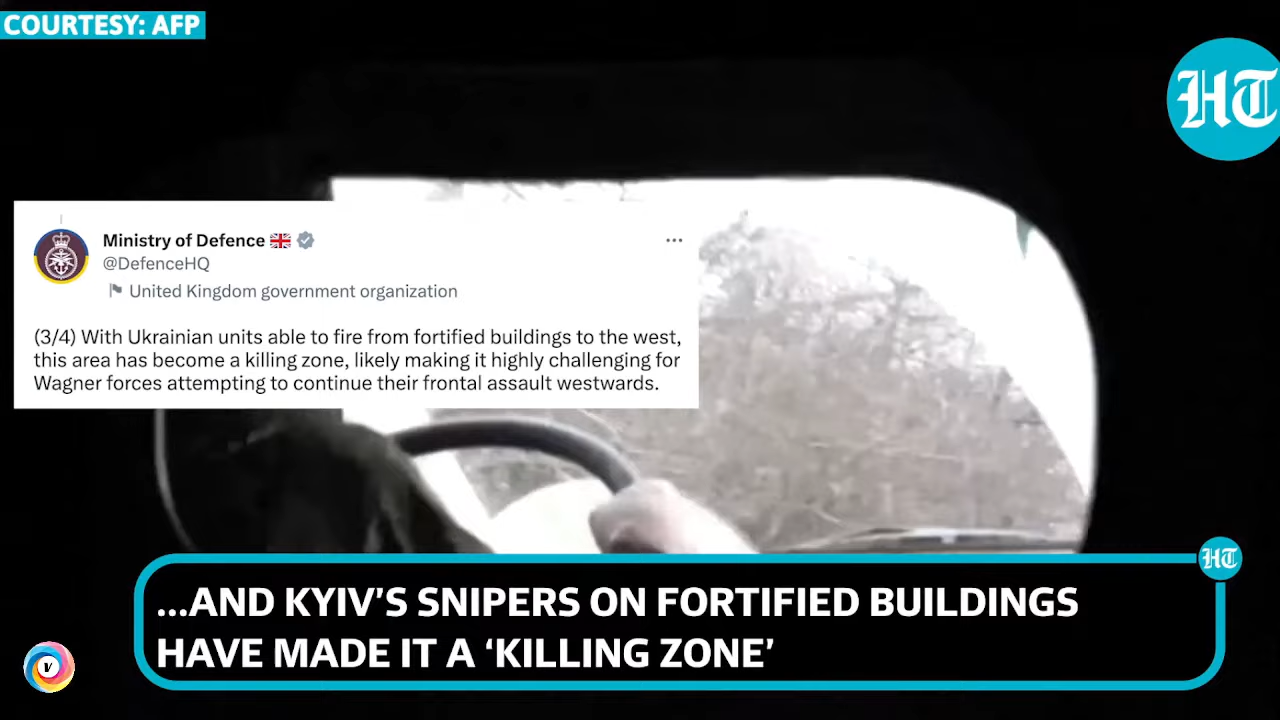 COURTESY: AFP
HT
Ministry of Defence
@DefenceHQ
United Kingdom government organization
(3/4) With Ukrainian units able to fire from fortified buildings to the west,
this area has become a killing zone, likely making it highly challenging for
Wagner forces attempting to continue their frontal assault westwards.
HT
...AND KYIV'S SNIPERS ON FORTIFIED BUILDINGS
HAVE MADE IT A ‘KILLING ZONE’
V